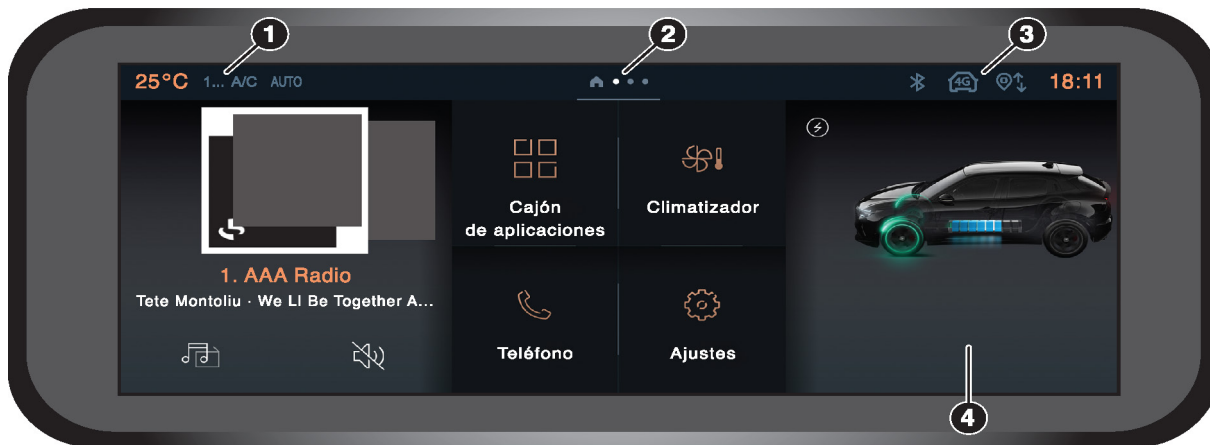 1
2
3
25°C 1... A/C AUTO
4G
18:11
Cajón
de aplicaciones
Climatizador
1. AAA Radio
Tete Montoliu · We Ll Be Together A...
Teléfono
Ajustes
4